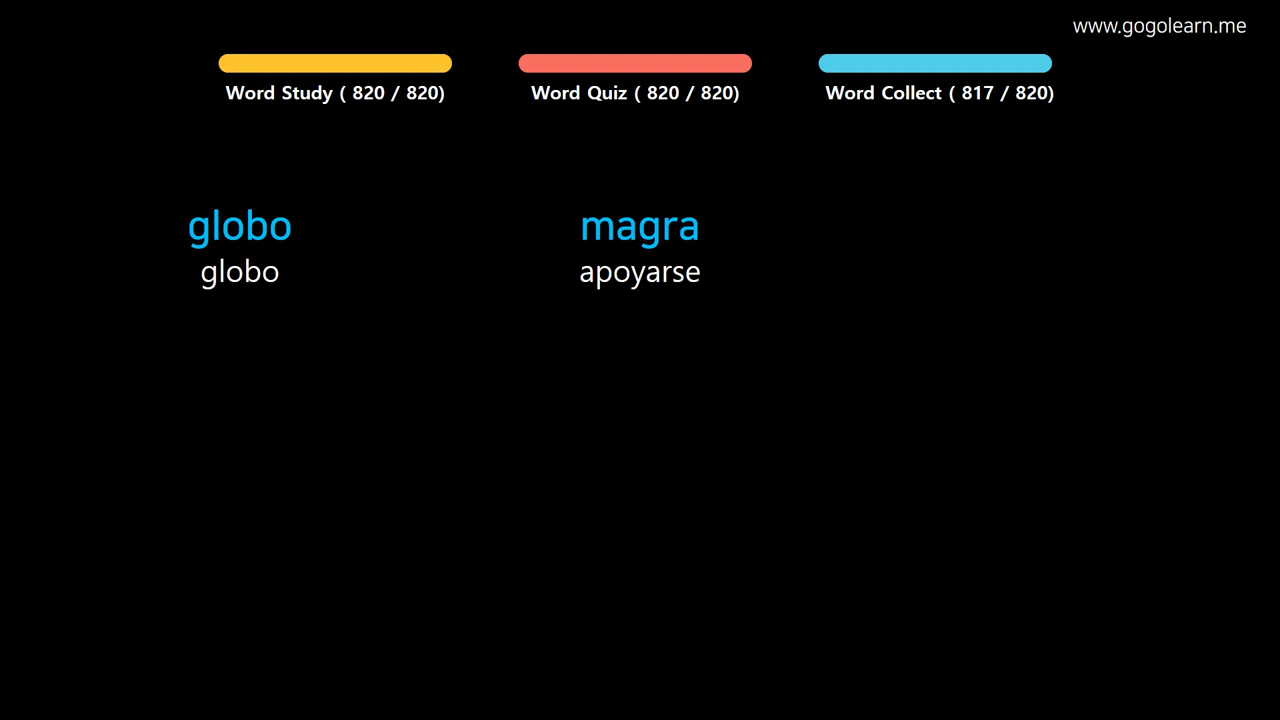 www.gogolearn.me
Word Study ( 820 / 820)
Word Quiz ( 820 / 820)
Word Collect ( 817 / 820)
globo
globo
magra
apoyarse